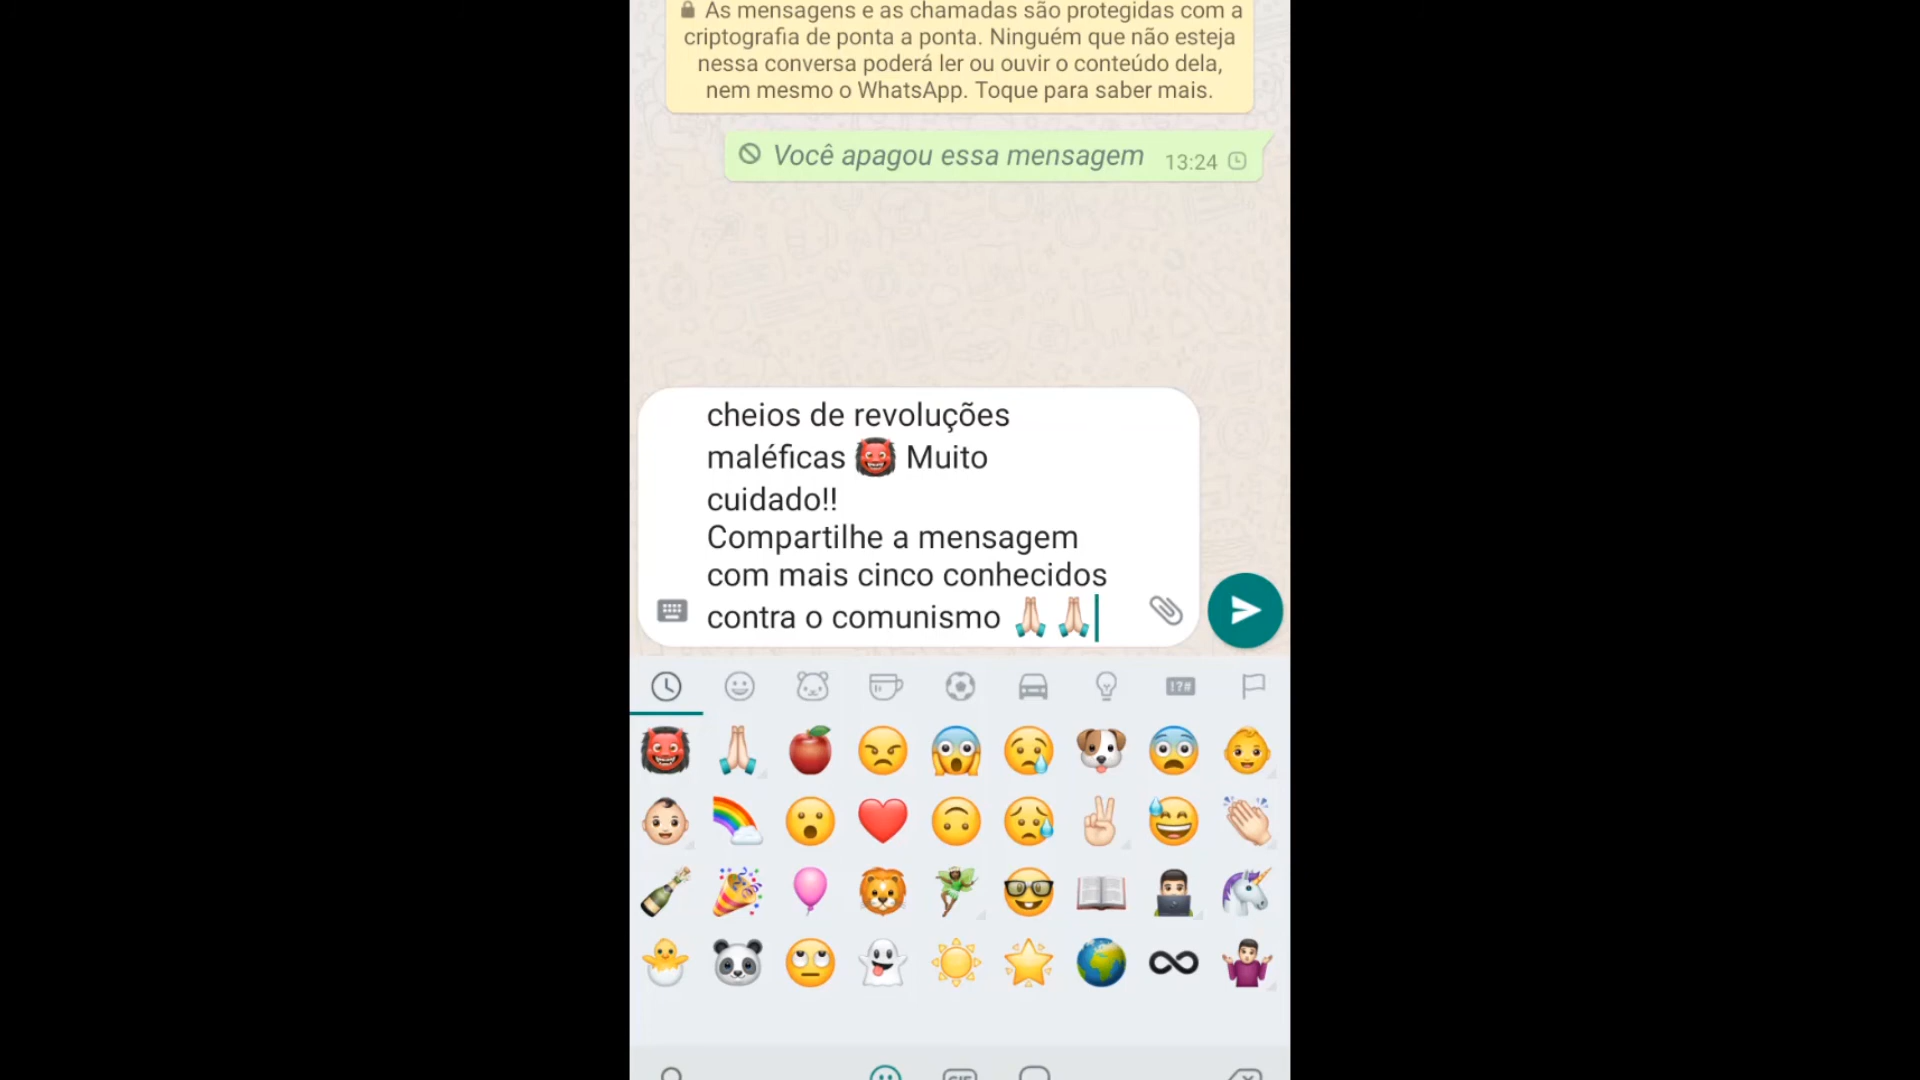 As mensagens e as chamadas são protegidas com a
criptografia de ponta a ponta. Ninguém que não esteja
nessa conversa poderá ler ou ouvir o conteúdo dela,
nem mesmo o WhatsApp. Toque para saber mais.
Você apagou essa mensagem 13:24
cheios de revoluções
maléficas 👹 Muito
cuidado!!
Compartilhe a mensagem
com mais cinco conhecidos
contra o comunismo 🙏🏻 🙏🏻
!?#
GIF